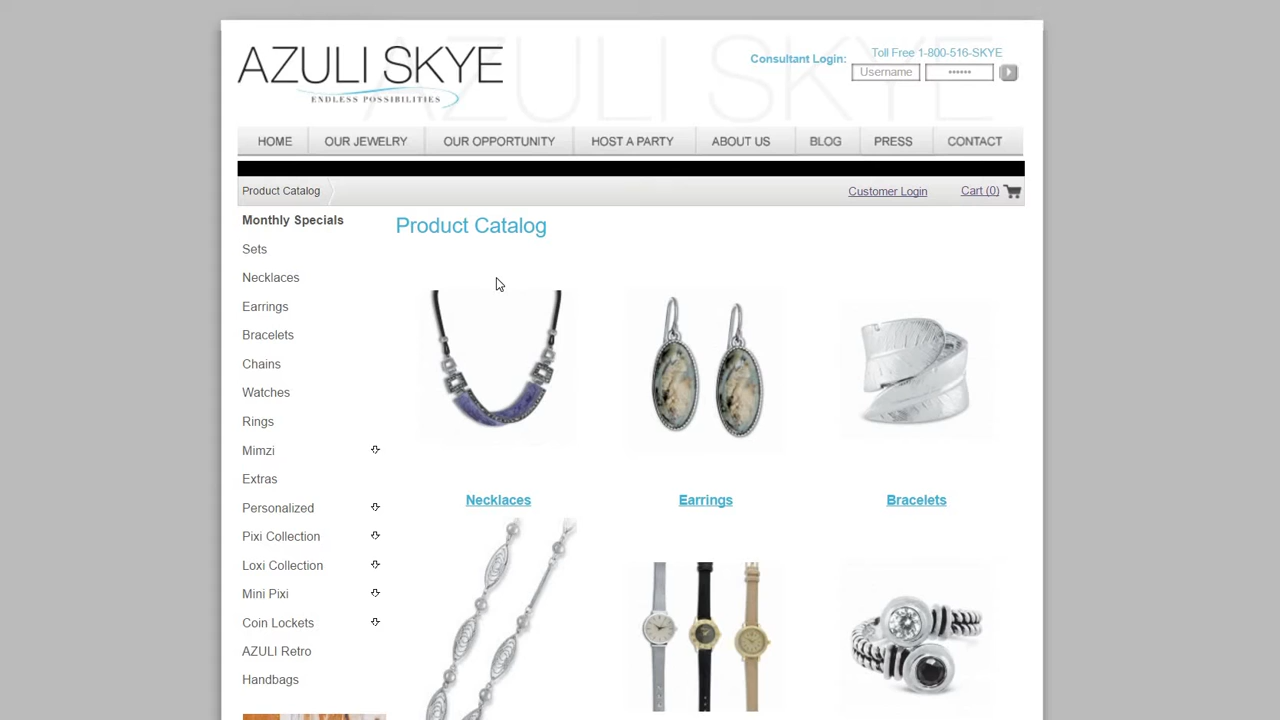 AZULI SKYE
ENDLESS POSSIBILITIES
Toll Free 1-800-516-SKYE
Consultant Login:
Username
••••••
HOME OUR JEWELRY OUR OPPORTUNITY HOST A PARTY ABOUT US BLOG PRESS CONTACT
Product Catalog Customer Login Cart (0)
Monthly Specials
Sets
Necklaces
Earrings
Bracelets
Chains
Watches
Rings
Mimzi
Extras
Personalized
Pixi Collection
Loxi Collection
Mini Pixi
Coin Lockets
AZULI Retro
Handbags
Product Catalog
Necklaces Earrings Bracelets